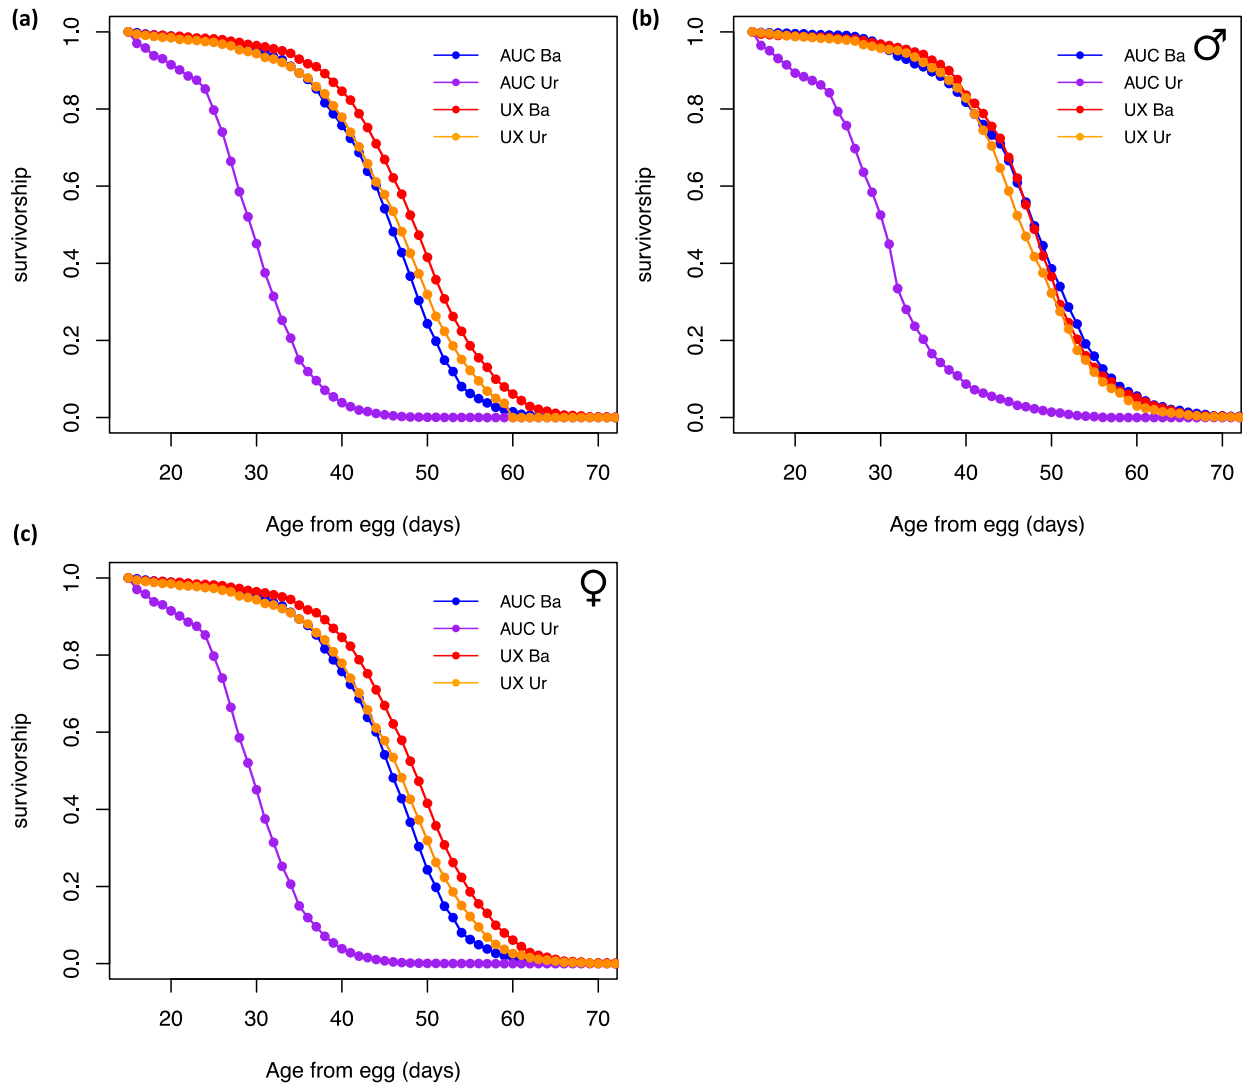 (a)
1.0
0.8
0.6
0.4
0.2
0.0
survivorship
AUC Ba
AUC Ur
UX Ba
UX Ur
20 30 40 50 60 70
Age from egg (days)
(b)
♂
1.0
0.8
0.6
0.4
0.2
0.0
survivorship
AUC Ba
AUC Ur
UX Ba
UX Ur
20 30 40 50 60 70
Age from egg (days)
(c)
♀
1.0
0.8
0.6
0.4
0.2
0.0
survivorship
AUC Ba
AUC Ur
UX Ba
UX Ur
20 30 40 50 60 70
Age from egg (days)